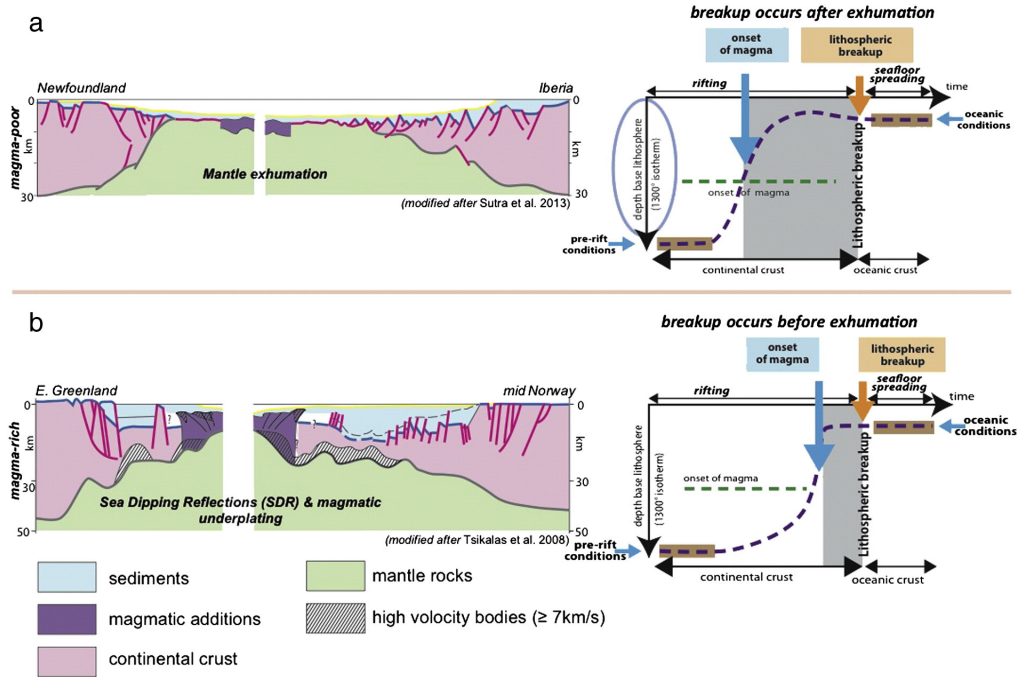 a
breakup occurs after exhumation
onset
of magma
lithospheric
breakup
Newfoundland
Iberia
rifting
seafloor
spreading
time
0
0
10
magma-poor
km
depth base lithosphere
(1300° isotherm)
Lithospheric breakup
oceanic
conditions
Mantle exhumation
onset of magma
30
30
(modified after Sutra et al. 2013)
pre-rift
conditions
continental crust
oceanic crust
b
breakup occurs before exhumation
onset
of magma
lithospheric
breakup
E. Greenland
mid Norway
rifting
seafloor
spreading
time
0
0
?
?
?
10
magma-rich
km
depth base lithosphere
(1300° isotherm)
Lithospheric breakup
oceanic
conditions
30
30
onset of magma
Sea Dipping Reflections (SDR) & magmatic
underplating
50
50
(modified after Tsikalas et al. 2008)
pre-rift
conditions
continental crust
oceanic crust
sediments
mantle rocks
magmatic additions
high volocity bodies (≥ 7km/s)
continental crust